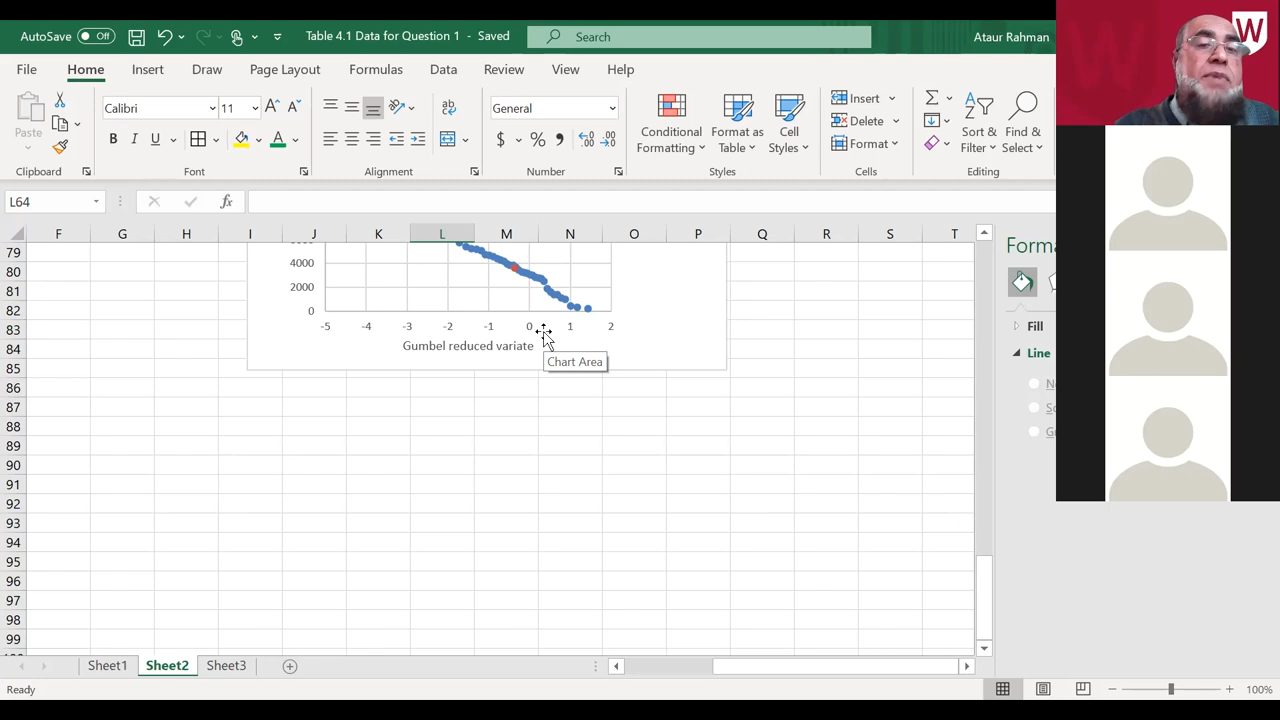 AutoSave Off Table 4.1 Data for Question 1 - Saved Search Ataur Rahman W
File Home Insert Draw Page Layout Formulas Data Review View Help
Paste Calibri 11 A A ab General Conditional Formatting Format as Table Cell Styles Insert Delete Format Sort & Filter Find & Select
B I U A $ % 9
Clipboard Font Alignment Number Styles Cells Editing
L64 fx
F G H I J K L M N O P Q R S T
79
80 4000
81 2000
82 0
83 -5 -4 -3 -2 -1 0 1 2
84 Gumbel reduced variate
85 Chart Area
86
87
88
89
90
91
92
93
94
95
96
97
98
99
Forma
Fill
Line
Sheet1 Sheet2 Sheet3
Ready 100%